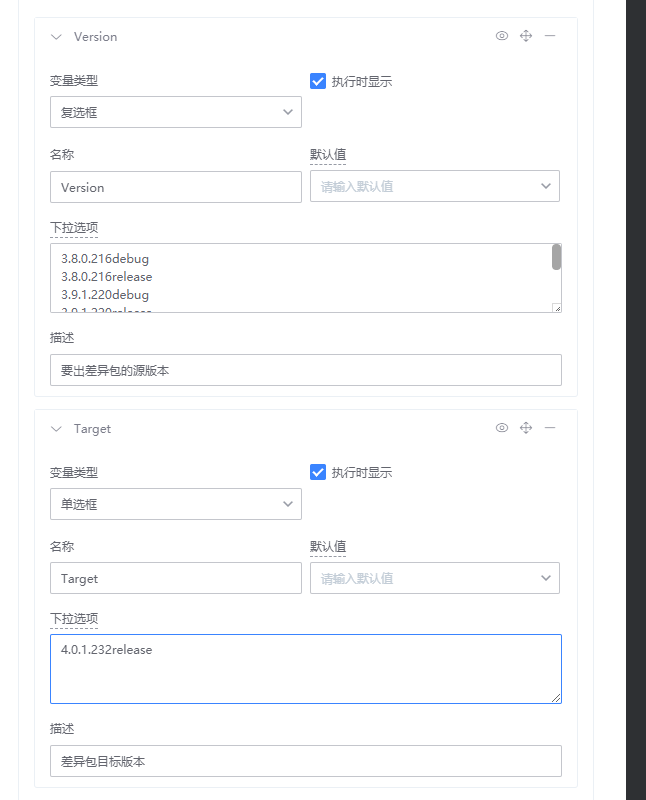 Version
变量类型
执行时显示
复选框
名称
默认值
Version
请输入默认值
下拉选项
3.8.0.216debug
3.8.0.216release
3.9.1.220debug
3.9.1.220release
描述
要出差异包的源版本
Target
变量类型
执行时显示
单选框
名称
默认值
Target
请输入默认值
下拉选项
4.0.1.232release
描述
差异包目标版本